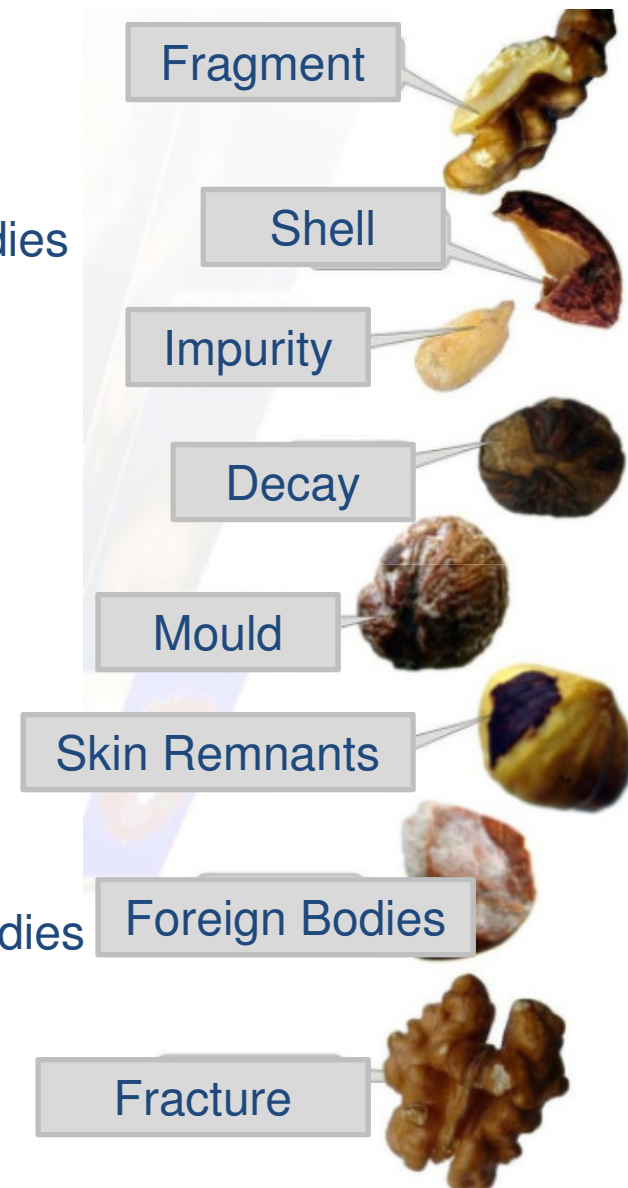 Fragment
dies
Shell
Impurity
Decay
Mould
Skin Remnants
dies
Foreign Bodies
Fracture